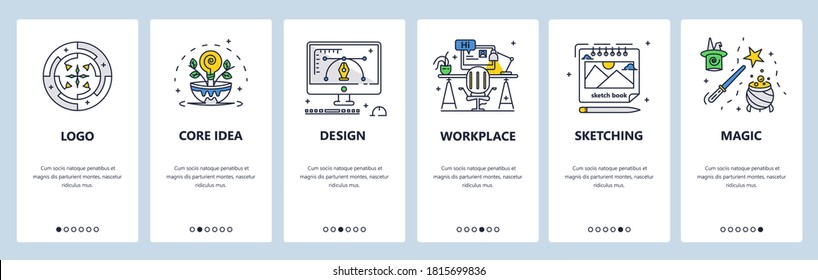 LOGO
Cum sociis natoque penatibus et
magnis dis parturient montes, nascetur
ridiculus mus.
CORE IDEA
Cum sociis natoque penatibus et
magnis dis parturient montes, nascetur
ridiculus mus.
DESIGN
Cum sociis natoque penatibus et
magnis dis parturient montes, nascetur
ridiculus mus.
Hi
WORKPLACE
Cum sociis natoque penatibus et
magnis dis parturient montes, nascetur
ridiculus mus.
sketch book
SKETCHING
Cum sociis natoque penatibus et
magnis dis parturient montes, nascetur
ridiculus mus.
MAGIC
Cum sociis natoque penatibus et
magnis dis parturient montes, nascetur
ridiculus mus.
shutterstock.com · 1815699836